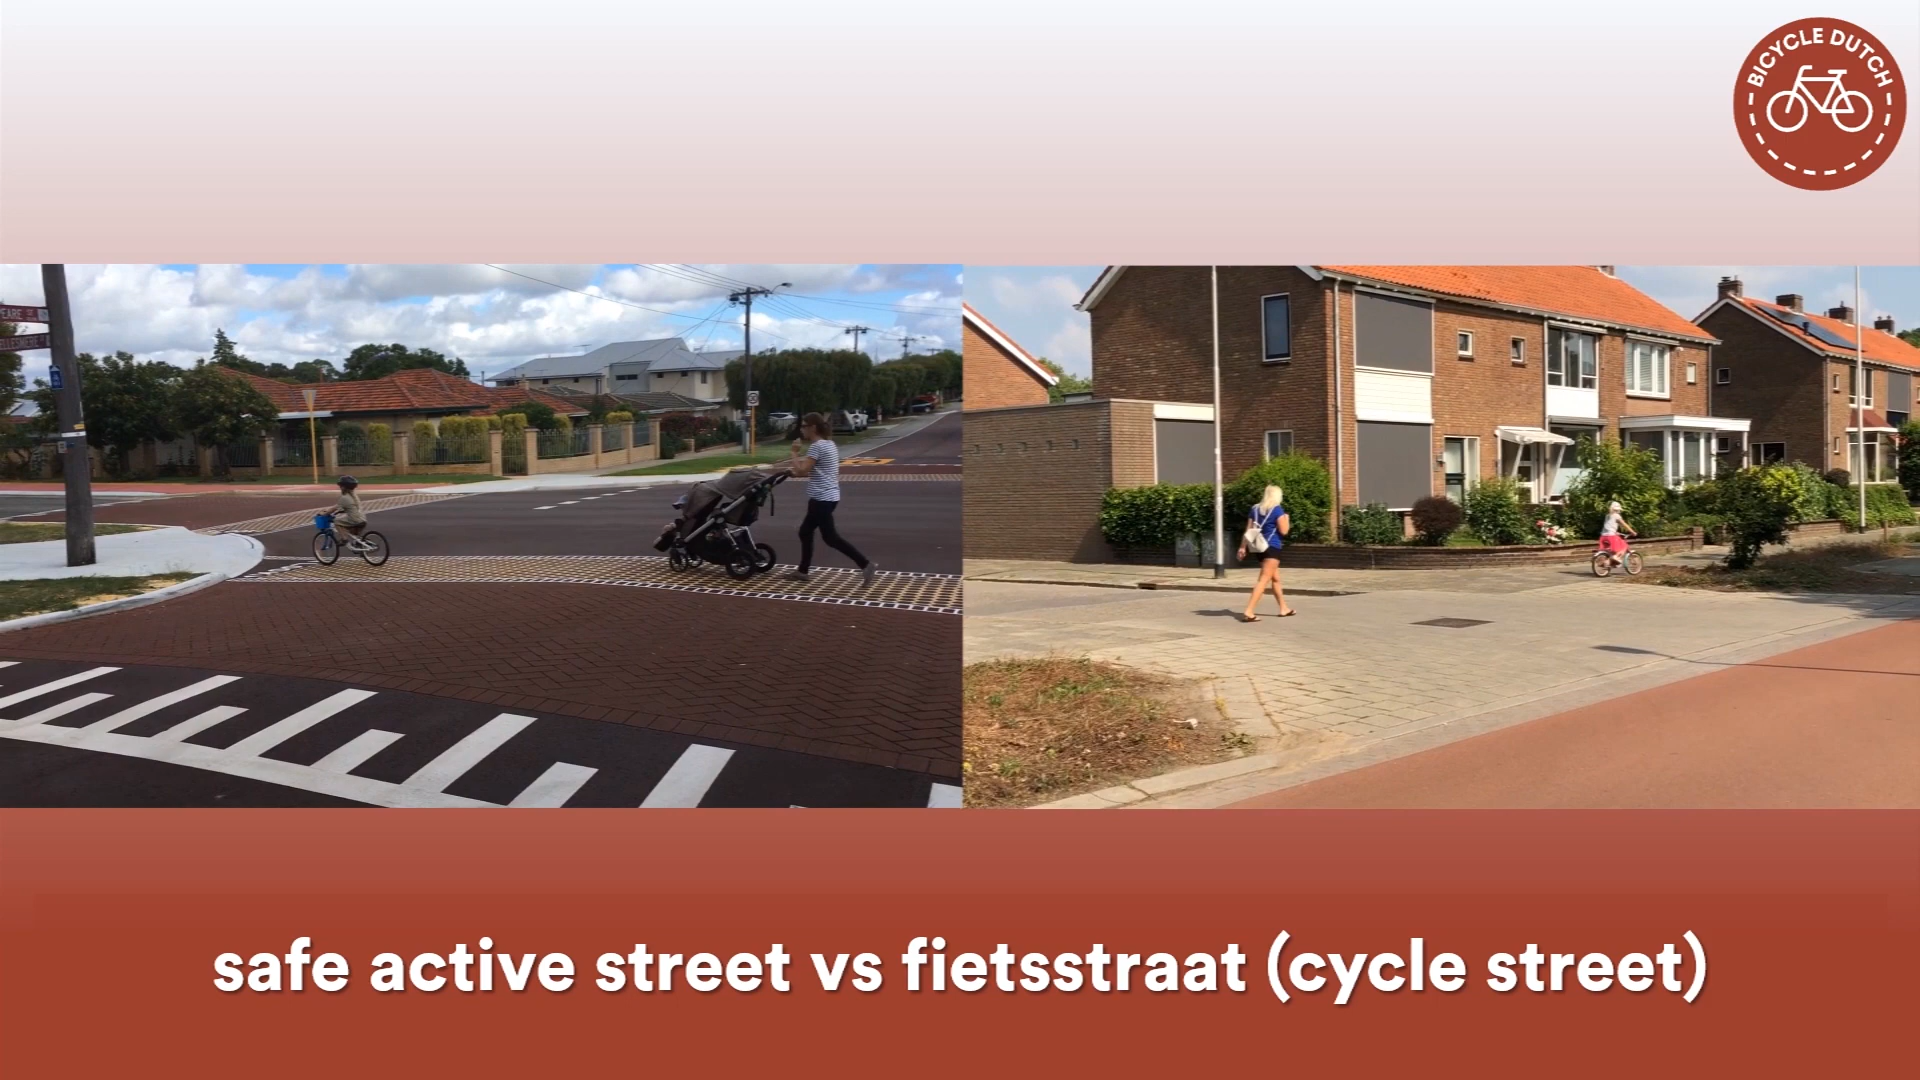 BICYCLE DUTCH
safe active street vs fietsstraat (cycle street)